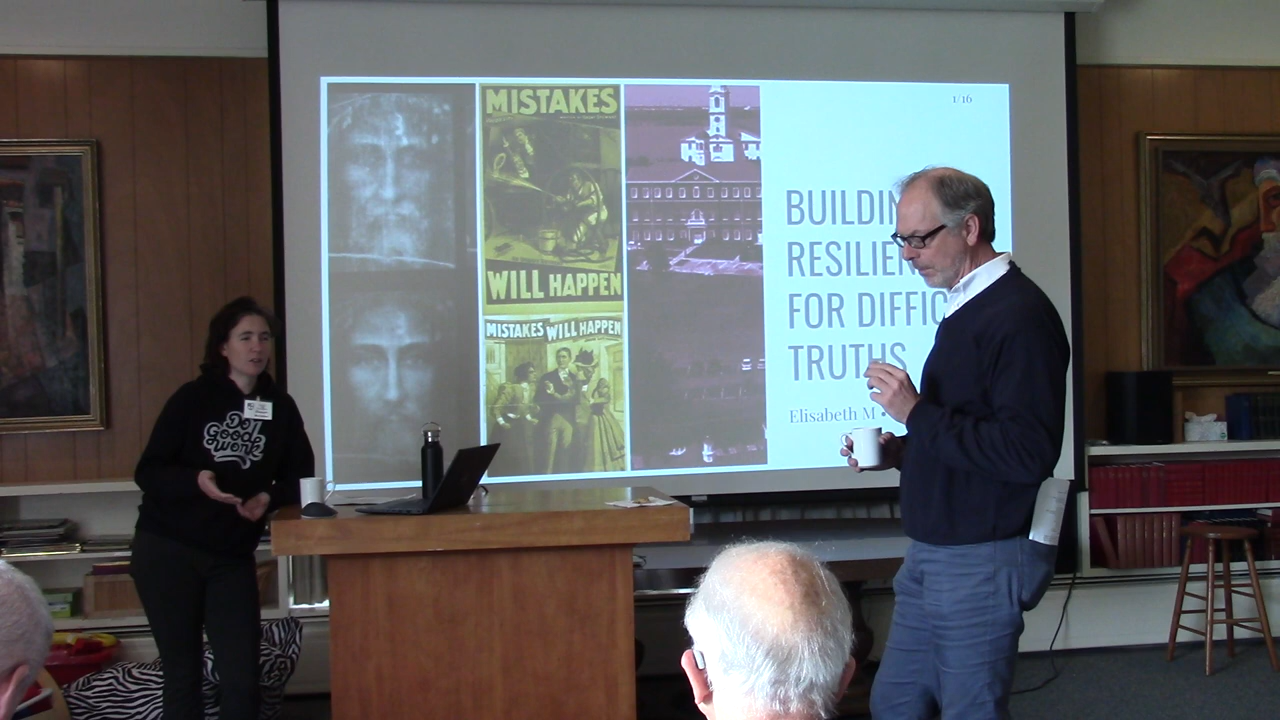 1/16
MISTAKES
WILL HAPPEN
MISTAKES WILL HAPPEN
BUILDIN
RESILIEN
FOR DIFFIC
TRUTHS
Elisabeth M •
Do
Good
work